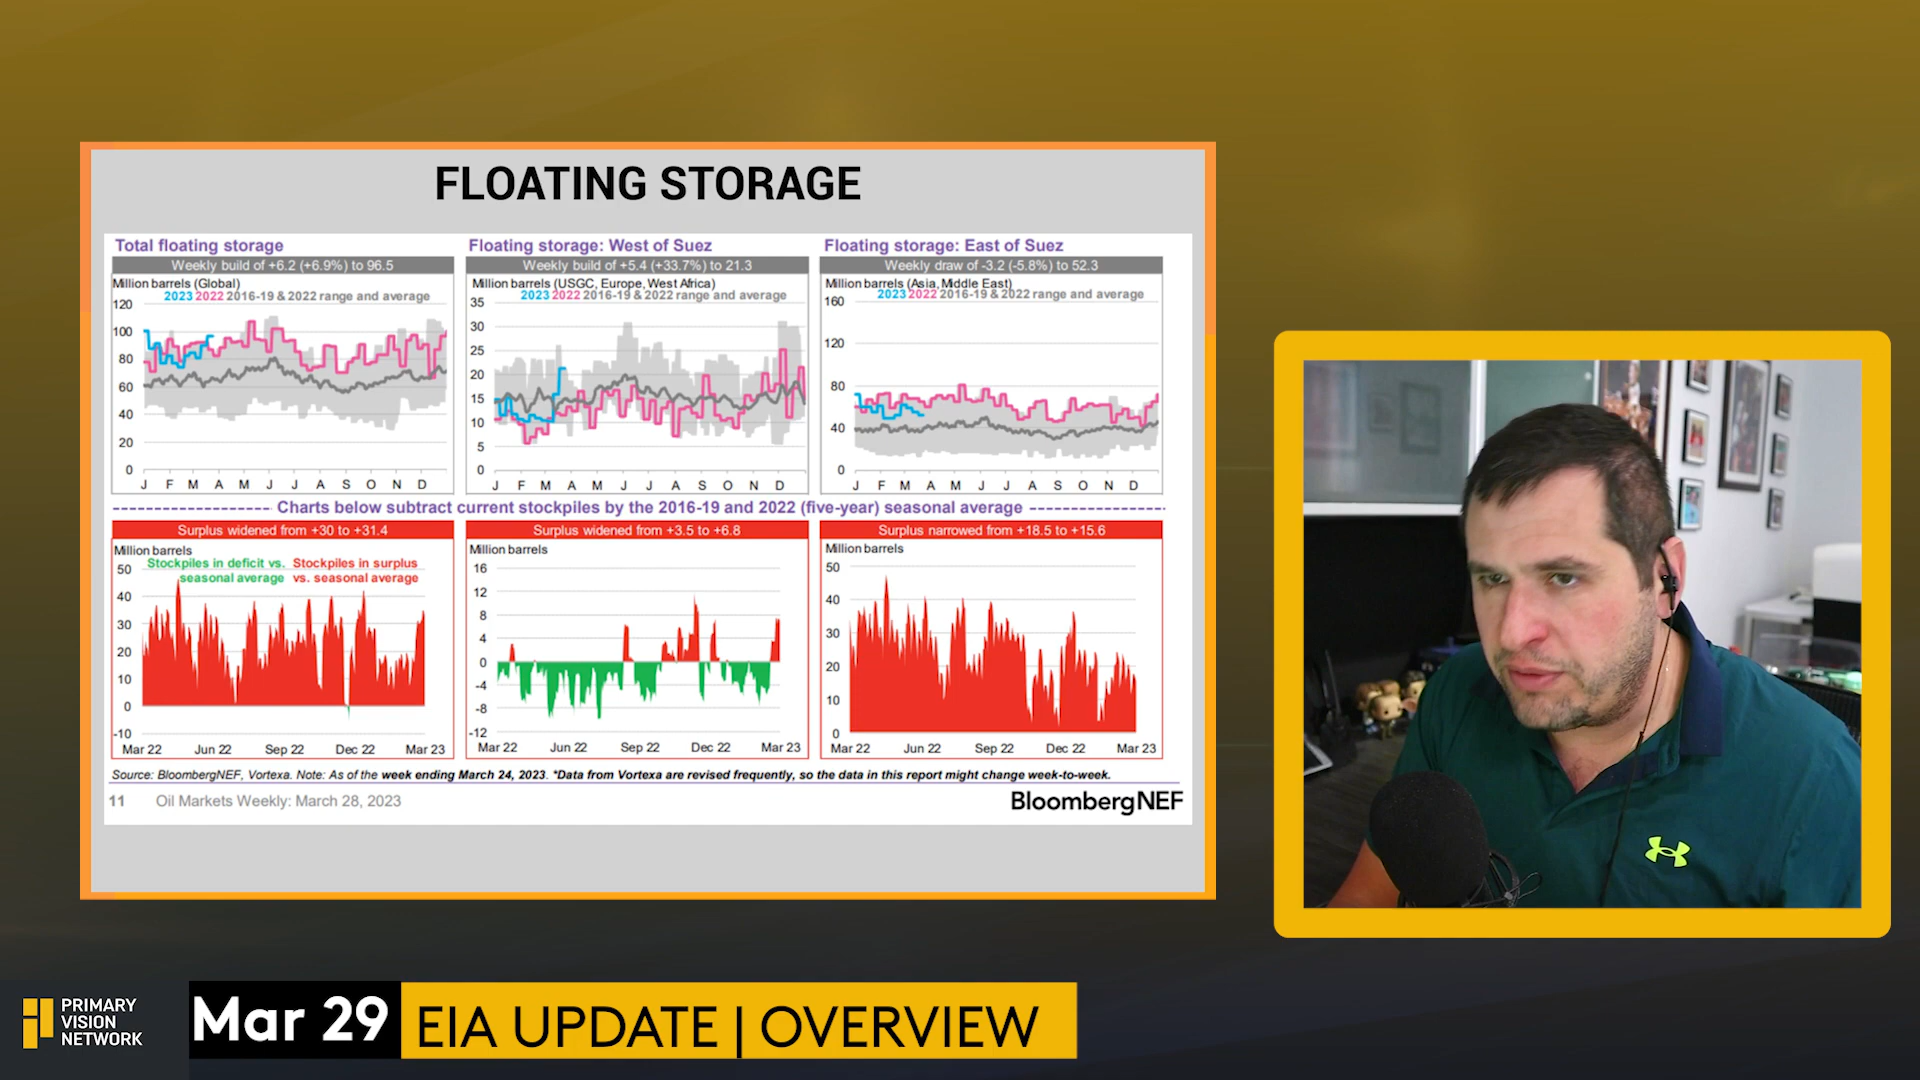 FLOATING STORAGE
Total floating storage
Weekly build of +6.2 (+6.9%) to 96.5
Million barrels (Global)
2023 2022 2016-19 & 2022 range and average
120
100
80
60
40
20
0
J F M A M J J A S O N D
Floating storage: West of Suez
Weekly build of +5.4 (+33.7%) to 21.3
Million barrels (USGC, Europe, West Africa)
2023 2022 2016-19 & 2022 range and average
35
30
25
20
15
10
5
0
J F M A M J J A S O N D
Floating storage: East of Suez
Weekly draw of -3.2 (-5.8%) to 52.3
Million barrels (Asia, Middle East)
2023 2022 2016-19 & 2022 range and average
160
120
80
40
0
J F M A M J J A S O N D
Charts below subtract current stockpiles by the 2016-19 and 2022 (five-year) seasonal average
Surplus widened from +30 to +31.4
Million barrels
Stockpiles in deficit vs. seasonal average
Stockpiles in surplus vs. seasonal average
50
40
30
20
10
0
-10
Mar 22 Jun 22 Sep 22 Dec 22 Mar 23
Surplus widened from +3.5 to +6.8
Million barrels
16
12
8
4
0
-4
-8
-12
Mar 22 Jun 22 Sep 22 Dec 22 Mar 23
Surplus narrowed from +18.5 to +15.6
Million barrels
50
40
30
20
10
0
Mar 22 Jun 22 Sep 22 Dec 22 Mar 23
Source: BloombergNEF, Vortexa. Note: As of the week ending March 24, 2023. *Data from Vortexa are revised frequently, so the data in this report might change week-to-week.
11 Oil Markets Weekly: March 28, 2023
BloombergNEF
PRIMARY
VISION
NETWORK
Mar 29
EIA UPDATE | OVERVIEW